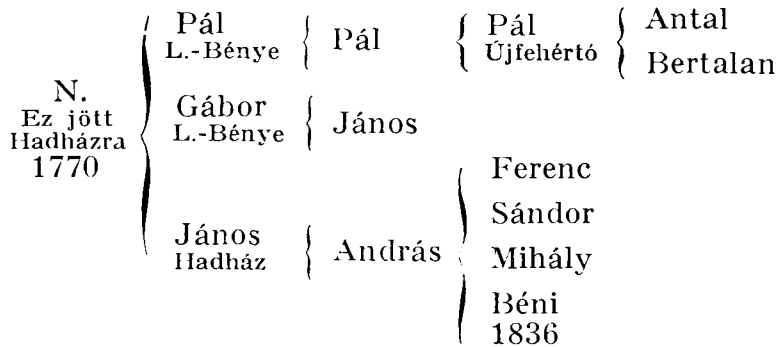 N.
Ez jött
Hadházra
1770
Pál
L.-Bénye
Pál
Pál
Újfehértó
Antal
Bertalan
Gábor
L.-Bénye
János
János
Hadház
András
Ferenc
Sándor
Mihály
Béni
1836